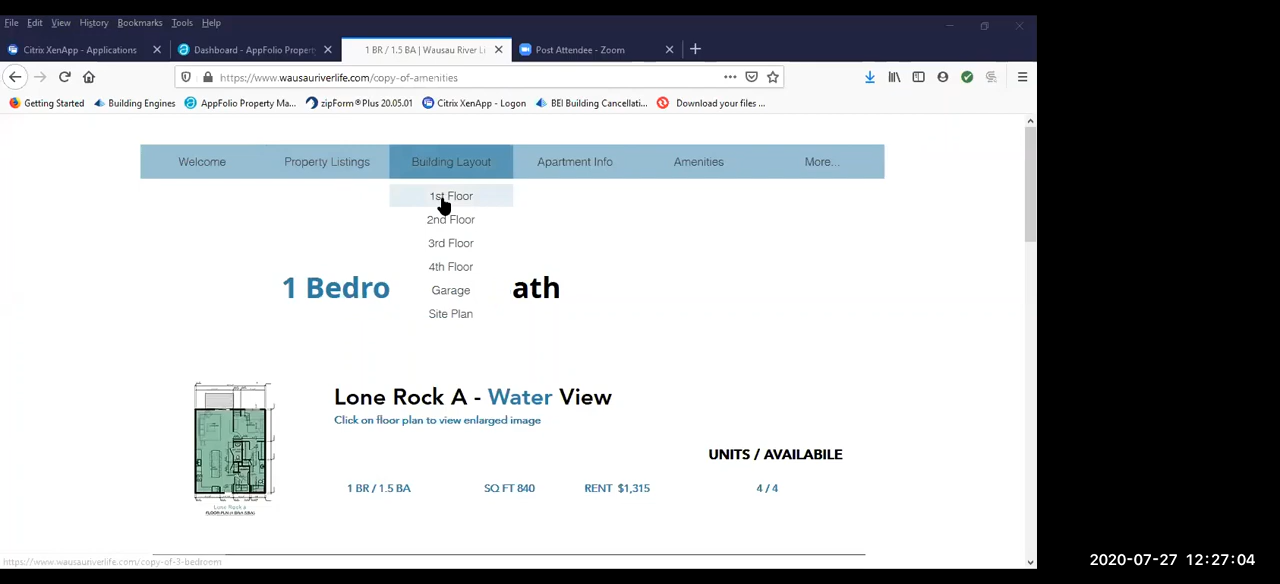 File Edit View History Bookmarks Tools Help
Citrix XenApp - Applications Dashboard - AppFolio Propert 1 BR / 1.5 BA | Wausau River Li Post Attendee - Zoom
https://www.wausauriverlife.com/copy-of-amenities
Getting Started Building Engines AppFolio Property Ma... zipForm®Plus 20.05.01 Citrix XenApp - Logon BEI Building Cancellati... Download your files ...
Welcome Property Listings Building Layout Apartment Info Amenities More...
1st Floor
2nd Floor
3rd Floor
4th Floor
1 Bedro ath
Garage
Site Plan
Lone Rock A - Water View
Click on floor plan to view enlarged image
UNITS / AVAILABILE
1 BR / 1.5 BA SQ FT 840 RENT $1,315 4 / 4
Lone Rock a
https://www.wausauriverlife.com/copy-of-3-bedroom
2020-07-27 12:27:04